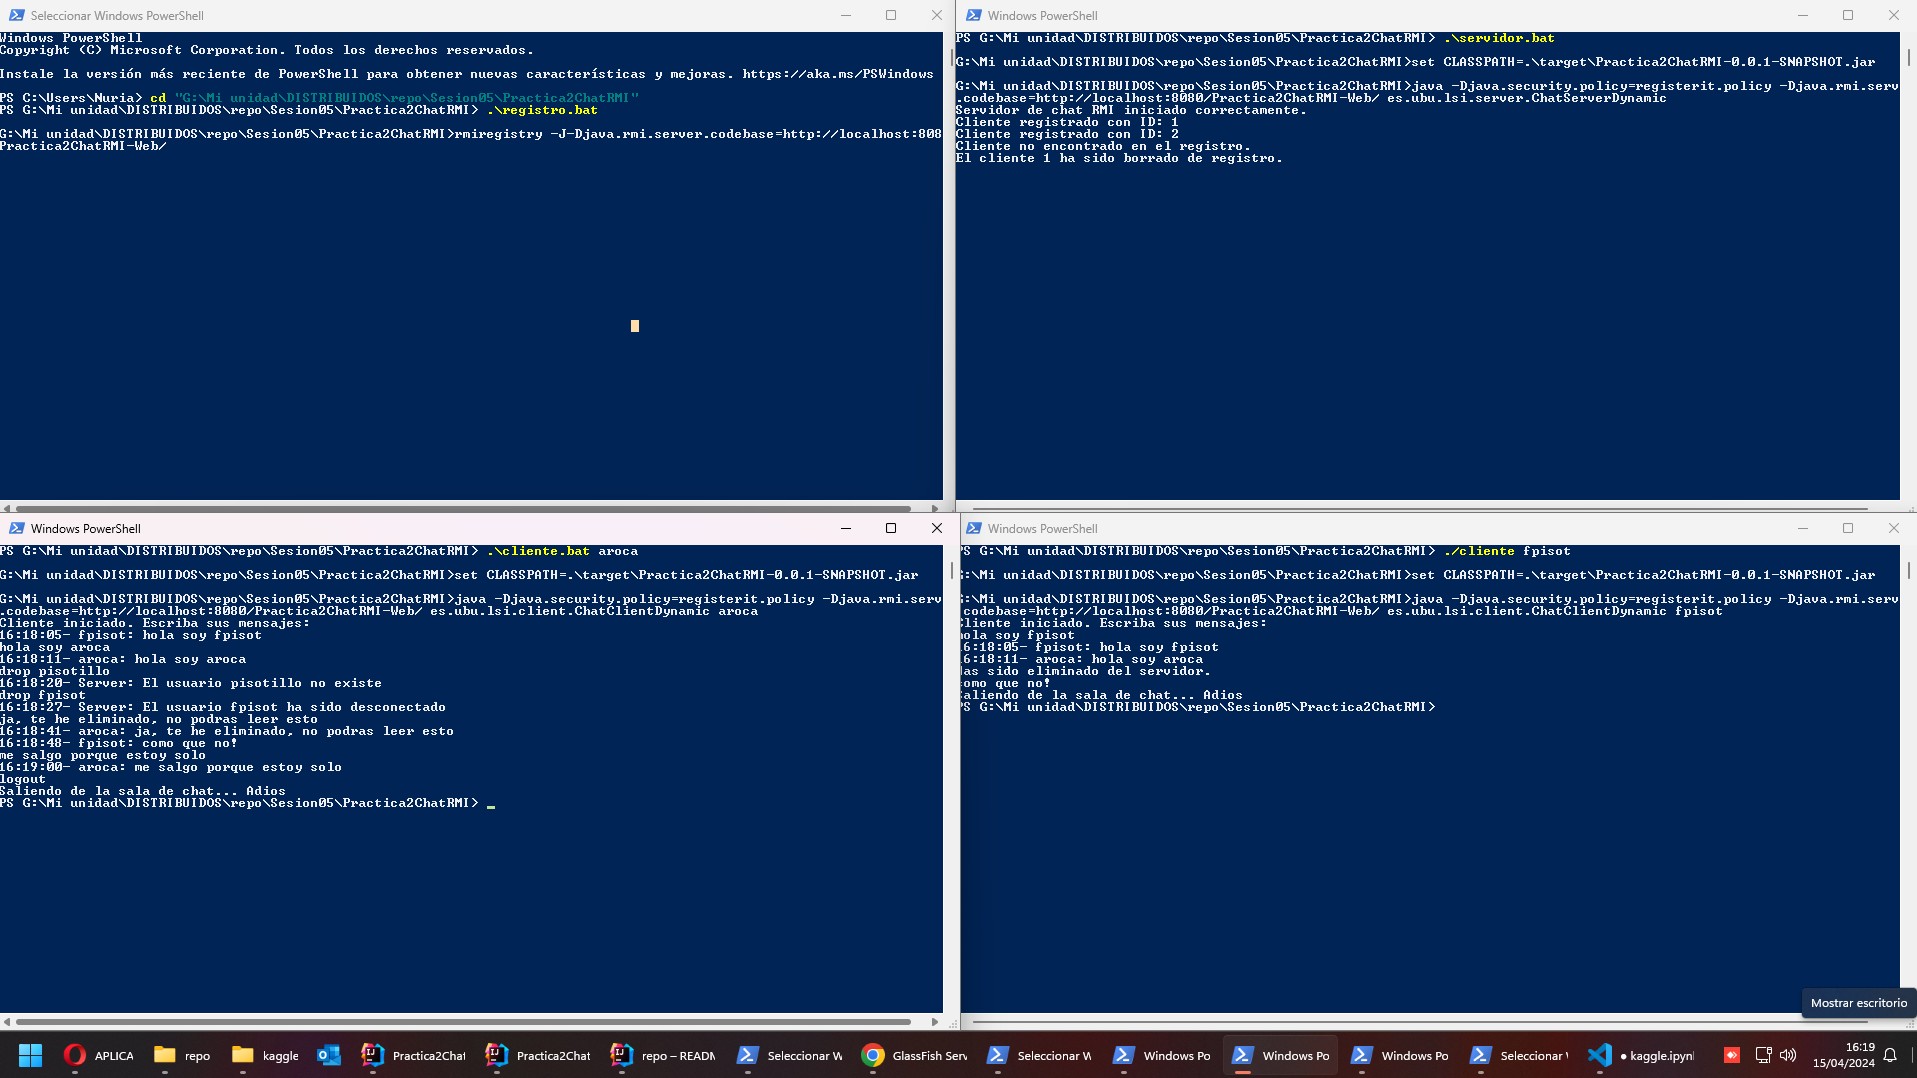 Seleccionar Windows PowerShell
Windows PowerShell
Copyright (C) Microsoft Corporation. Todos los derechos reservados.
Instale la versión más reciente de PowerShell para obtener nuevas características y mejoras. https://aka.ms/PSWindows
PS C:\Users\Nuria> cd "G:\Mi unidad\DISTRIBUIDOS\repo\Sesion05\Practica2ChatRMI"
PS G:\Mi unidad\DISTRIBUIDOS\repo\Sesion05\Practica2ChatRMI> .\registro.bat
G:\Mi unidad\DISTRIBUIDOS\repo\Sesion05\Practica2ChatRMI>rmiregistry -J-Djava.rmi.server.codebase=http://localhost:808
Practica2ChatRMI-Web/
Windows PowerShell
PS G:\Mi unidad\DISTRIBUIDOS\repo\Sesion05\Practica2ChatRMI> .\servidor.bat
G:\Mi unidad\DISTRIBUIDOS\repo\Sesion05\Practica2ChatRMI>set CLASSPATH=.\target\Practica2ChatRMI-0.0.1-SNAPSHOT.jar
G:\Mi unidad\DISTRIBUIDOS\repo\Sesion05\Practica2ChatRMI>java -Djava.security.policy=registerit.policy -Djava.rmi.serv
.codebase=http://localhost:8080/Practica2ChatRMI-Web/ es.ubu.lsi.server.ChatServerDynamic
Servidor de chat RMI iniciado correctamente.
Cliente registrado con ID: 1
Cliente registrado con ID: 2
Cliente no encontrado en el registro.
El cliente 1 ha sido borrado de registro.
Windows PowerShell
PS G:\Mi unidad\DISTRIBUIDOS\repo\Sesion05\Practica2ChatRMI> .\cliente.bat aroca
G:\Mi unidad\DISTRIBUIDOS\repo\Sesion05\Practica2ChatRMI>set CLASSPATH=.\target\Practica2ChatRMI-0.0.1-SNAPSHOT.jar
G:\Mi unidad\DISTRIBUIDOS\repo\Sesion05\Practica2ChatRMI>java -Djava.security.policy=registerit.policy -Djava.rmi.serv
.codebase=http://localhost:8080/Practica2ChatRMI-Web/ es.ubu.lsi.client.ChatClientDynamic aroca
Cliente iniciado. Escriba sus mensajes:
16:18:05- fpisot: hola soy fpisot
hola soy aroca
16:18:11- aroca: hola soy aroca
drop pisotillo
16:18:20- Server: El usuario pisotillo no existe
drop fpisot
16:18:27- Server: El usuario fpisot ha sido desconectado
ja, te he eliminado, no podras leer esto
16:18:41- aroca: ja, te he eliminado, no podras leer esto
16:18:48- fpisot: como que no!
me salgo porque estoy solo
16:19:00- aroca: me salgo porque estoy solo
logout
Saliendo de la sala de chat... Adios
PS G:\Mi unidad\DISTRIBUIDOS\repo\Sesion05\Practica2ChatRMI> _
Windows PowerShell
PS G:\Mi unidad\DISTRIBUIDOS\repo\Sesion05\Practica2ChatRMI> ./cliente fpisot
:\Mi unidad\DISTRIBUIDOS\repo\Sesion05\Practica2ChatRMI>set CLASSPATH=.\target\Practica2ChatRMI-0.0.1-SNAPSHOT.jar
:\Mi unidad\DISTRIBUIDOS\repo\Sesion05\Practica2ChatRMI>java -Djava.security.policy=registerit.policy -Djava.rmi.serv
codebase=http://localhost:8080/Practica2ChatRMI-Web/ es.ubu.lsi.client.ChatClientDynamic fpisot
Cliente iniciado. Escriba sus mensajes:
hola soy fpisot
16:18:05- fpisot: hola soy fpisot
16:18:11- aroca: hola soy aroca
Has sido eliminado del servidor.
como que no!
Saliendo de la sala de chat... Adios
PS G:\Mi unidad\DISTRIBUIDOS\repo\Sesion05\Practica2ChatRMI>
Mostrar escritorio
APLICA
repo
kaggle
Practica2Chat
Practica2Chat
repo – READM
Seleccionar W
GlassFish Serv
Seleccionar W
Windows Po
Windows Po
Windows Po
Seleccionar
● kaggle.ipyn
16:19
15/04/2024